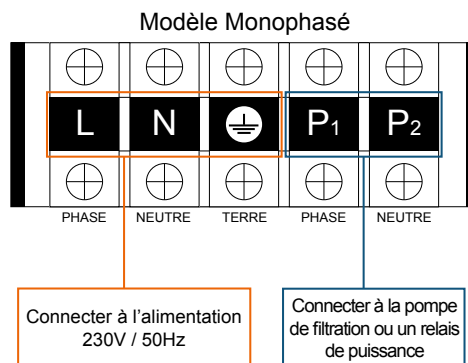 Modèle Monophasé
L N P1 P2
PHASE NEUTRE TERRE PHASE NEUTRE
Connecter à l'alimentation
230V / 50Hz
Connecter à la pompe
de filtration ou un relais
de puissance